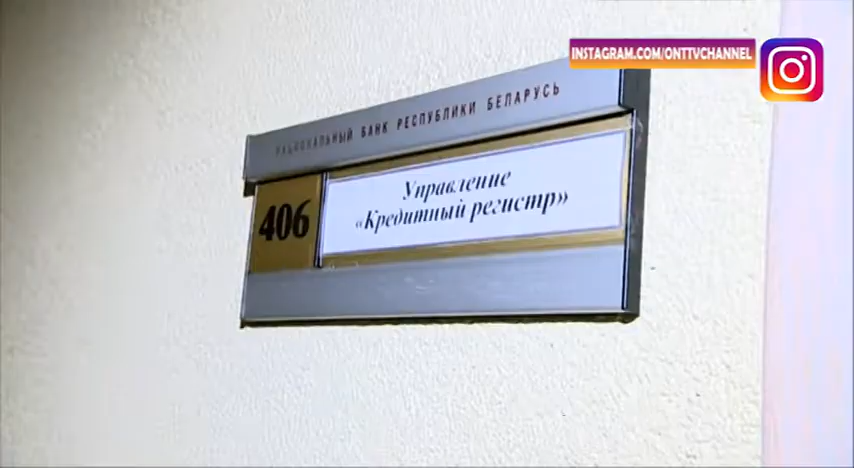 INSTAGRAM.COM/ONTTVCHANNEL
НАЦИОНАЛЬНЫЙ БАНК РЕСПУБЛИКИ БЕЛАРУСЬ
406
Управление
«Кредитный регистр»